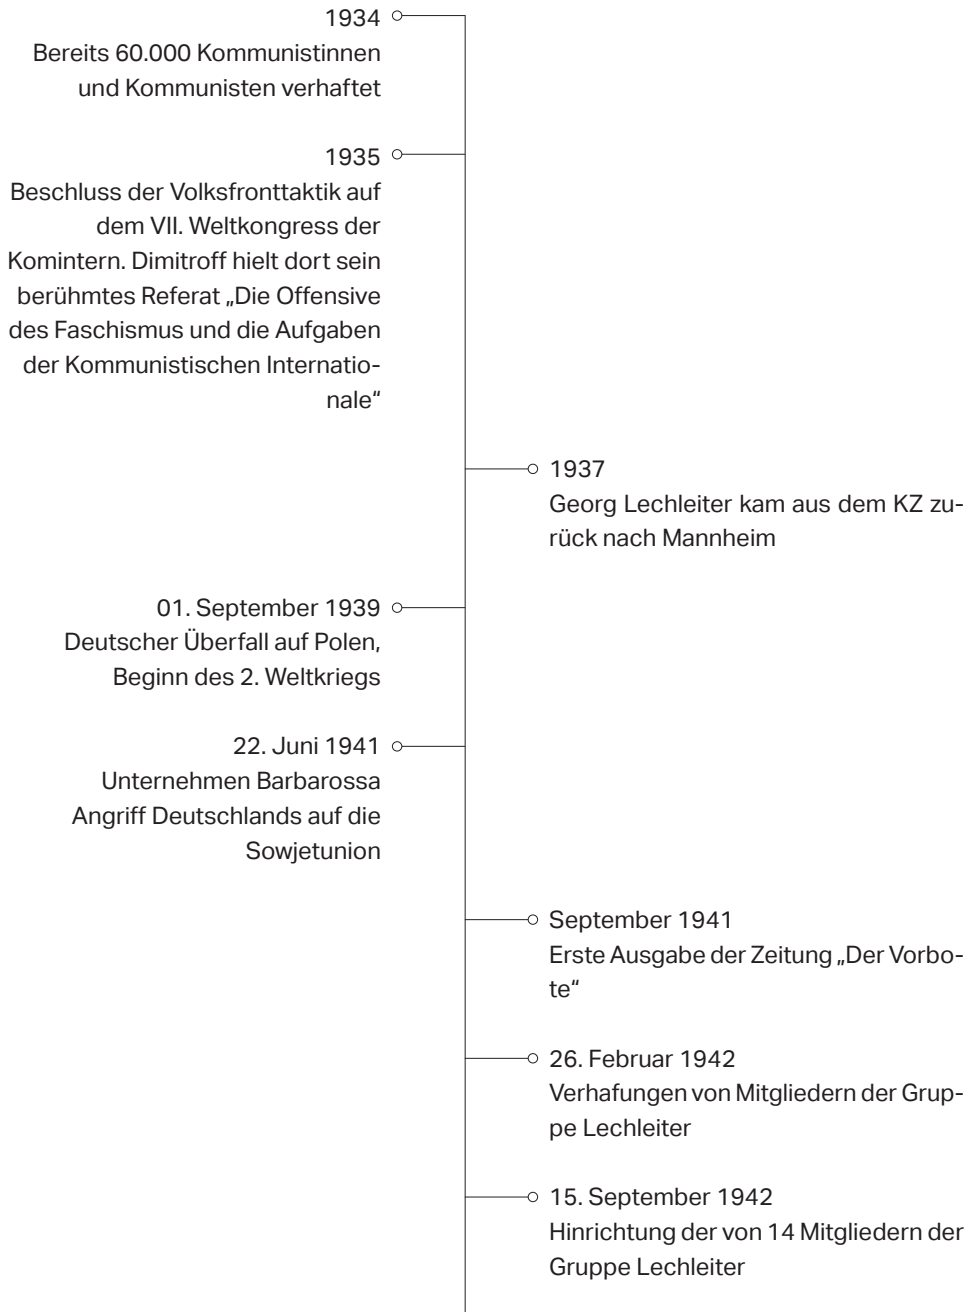 1934
Bereits 60.000 Kommunistinnen
und Kommunisten verhaftet
1935
Beschluss der Volksfronttaktik auf
dem VII. Weltkongress der
Komintern. Dimitroff hielt dort sein
berühmtes Referat „Die Offensive
des Faschismus und die Aufgaben
der Kommunistischen Internatio-
nale“
1937
Georg Lechleiter kam aus dem KZ zu-
rück nach Mannheim
01. September 1939
Deutscher Überfall auf Polen,
Beginn des 2. Weltkriegs
22. Juni 1941
Unternehmen Barbarossa
Angriff Deutschlands auf die
Sowjetunion
September 1941
Erste Ausgabe der Zeitung „Der Vorbo-
te“
26. Februar 1942
Verhafungen von Mitgliedern der Grup-
pe Lechleiter
15. September 1942
Hinrichtung der von 14 Mitgliedern der
Gruppe Lechleiter